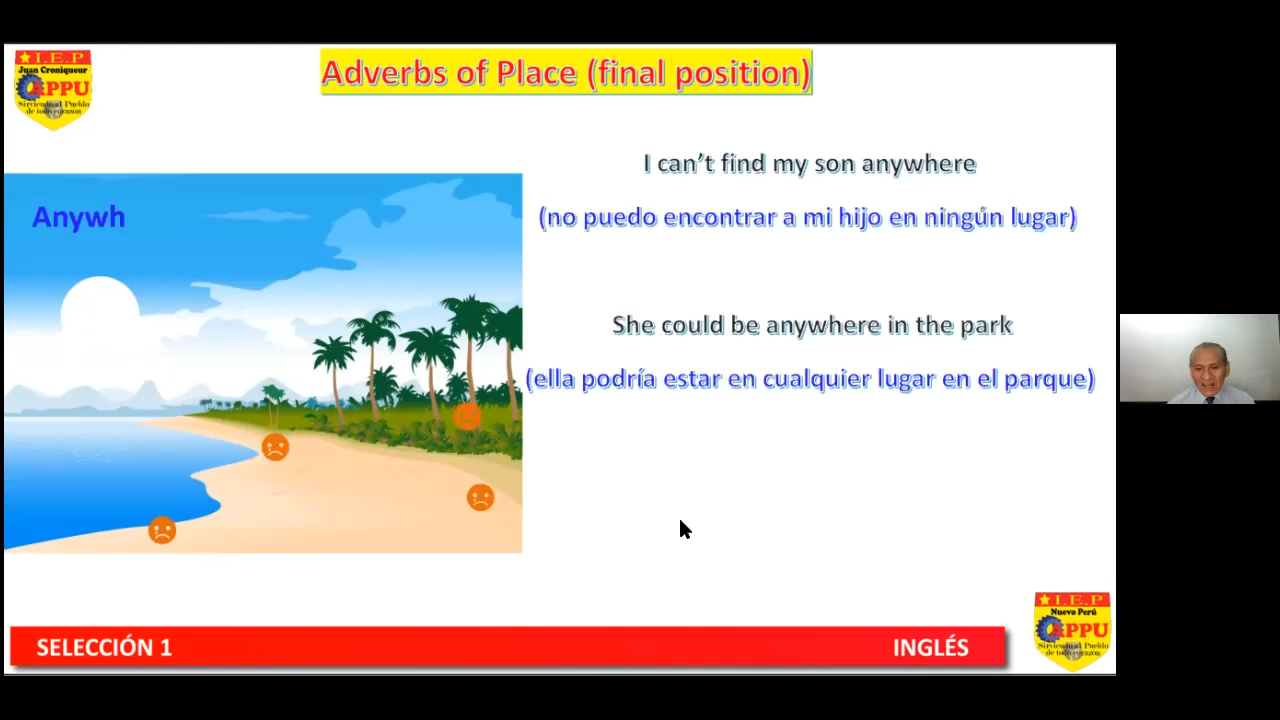 I.E.P
Juan Croniqueur
APPU
Sirviendo al Pueblo
de todo corazon
Adverbs of Place (final position)
Anywh
I can't find my son anywhere
(no puedo encontrar a mi hijo en ningún lugar)
She could be anywhere in the park
(ella podría estar en cualquier lugar en el parque)
SELECCIÓN 1
INGLÉS
I.E.P
Nuevo Perú
APPU
Sirviendo al Pueblo
de todo corazon